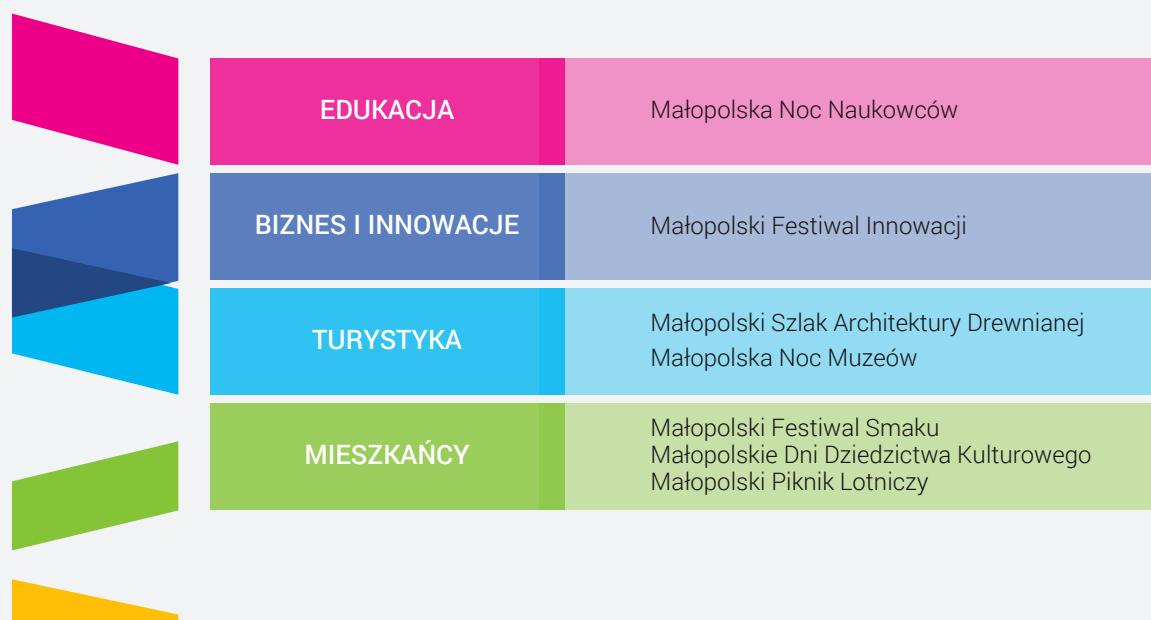 EDUKACJA
Małopolska Noc Naukowców
BIZNES I INNOWACJE
Małopolski Festiwal Innowacji
TURYSTYKA
Małopolski Szlak Architektury Drewnianej
Małopolska Noc Muzeów
MIESZKAŃCY
Małopolski Festiwal Smaku
Małopolskie Dni Dziedzictwa Kulturowego
Małopolski Piknik Lotniczy